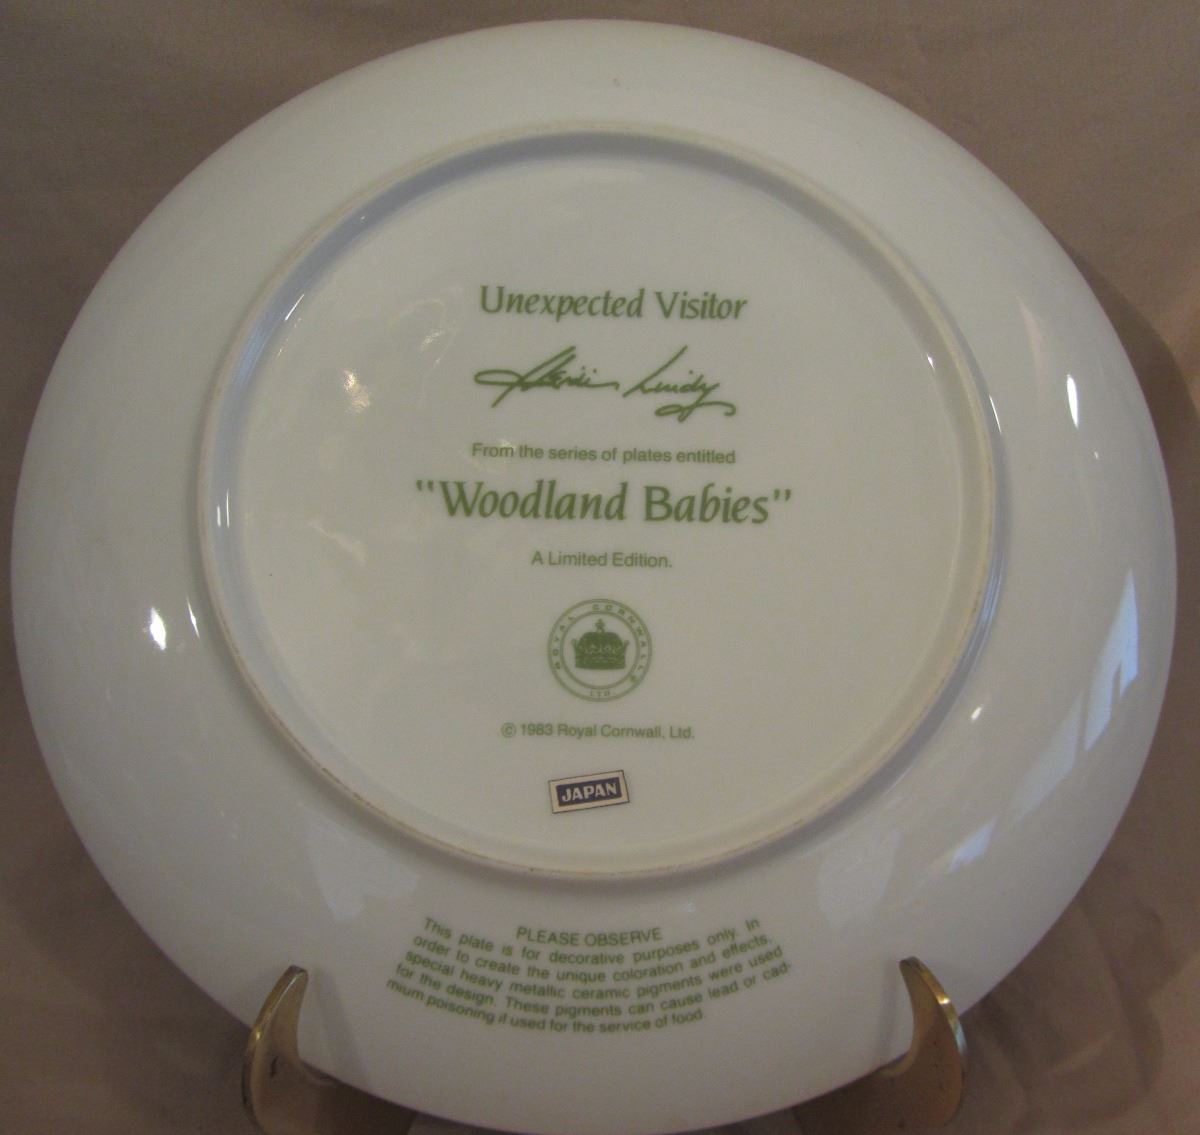 Unexpected Visitor
From the series of plates entitled
"Woodland Babies"
A Limited Edition.
ROYAL CORNWALL
LTD
© 1983 Royal Cornwall, Ltd.
JAPAN
PLEASE OBSERVE
This plate is for decorative purposes only. In
order to create the unique coloration and effects,
special heavy metallic ceramic pigments were used
for the design. These pigments can cause lead or cad-
mium poisoning if used for the service of food.